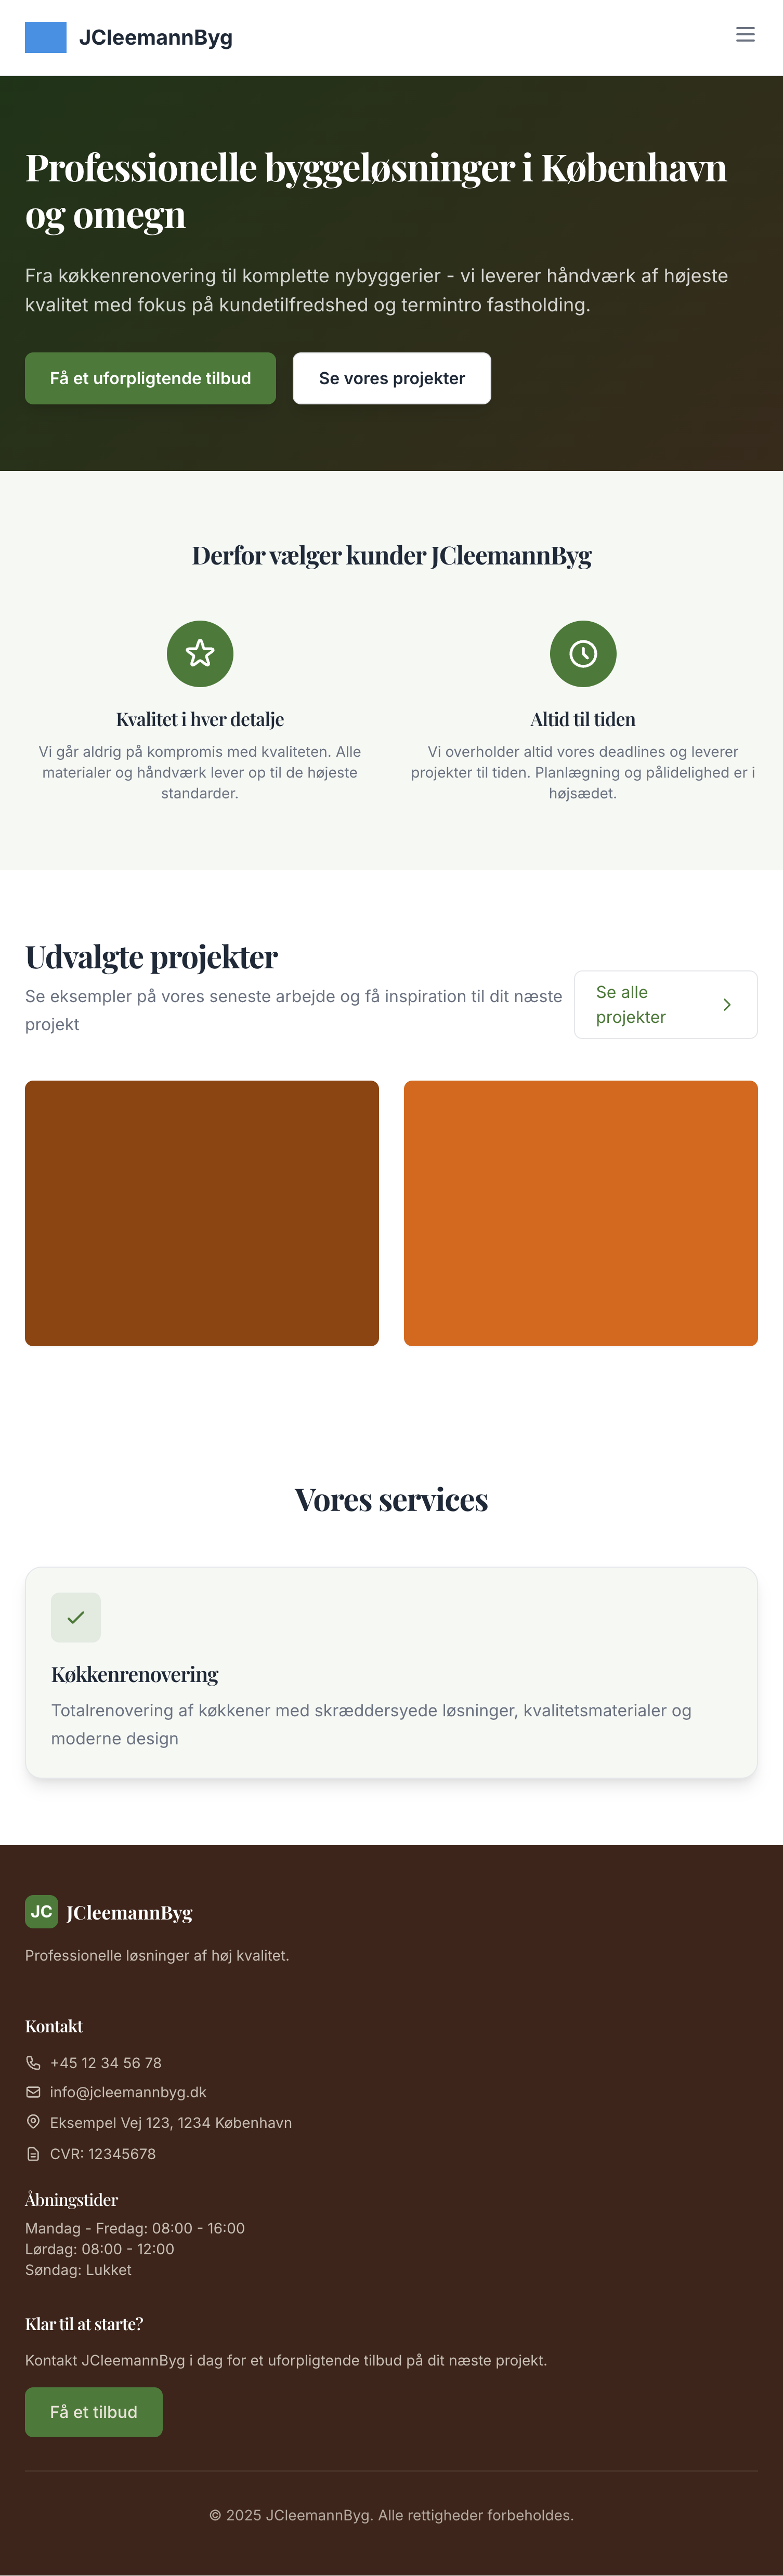 JCleemannByg
Professionelle byggeløsninger i København
og omegn
Fra køkkenrenovering til komplette nybyggerier - vi leverer håndværk af højeste
kvalitet med fokus på kundetilfredshed og termintro fastholding.
Få et uforpligtende tilbud
Se vores projekter
Derfor vælger kunder JCleemannByg
Kvalitet i hver detalje
Vi går aldrig på kompromis med kvaliteten. Alle
materialer og håndværk lever op til de højeste
standarder.
Altid til tiden
Vi overholder altid vores deadlines og leverer
projekter til tiden. Planlægning og pålidelighed er i
højsædet.
Udvalgte projekter
Se eksempler på vores seneste arbejde og få inspiration til dit næste
projekt
Se alle
projekter
Vores services
Køkkenrenovering
Totalrenovering af køkkener med skræddersyede løsninger, kvalitetsmaterialer og
moderne design
JC JCleemannByg
Professionelle løsninger af høj kvalitet.
Kontakt
+45 12 34 56 78
info@jcleemannbyg.dk
Eksempel Vej 123, 1234 København
CVR: 12345678
Åbningstider
Mandag - Fredag: 08:00 - 16:00
Lørdag: 08:00 - 12:00
Søndag: Lukket
Klar til at starte?
Kontakt JCleemannByg i dag for et uforpligtende tilbud på dit næste projekt.
Få et tilbud
© 2025 JCleemannByg. Alle rettigheder forbeholdes.